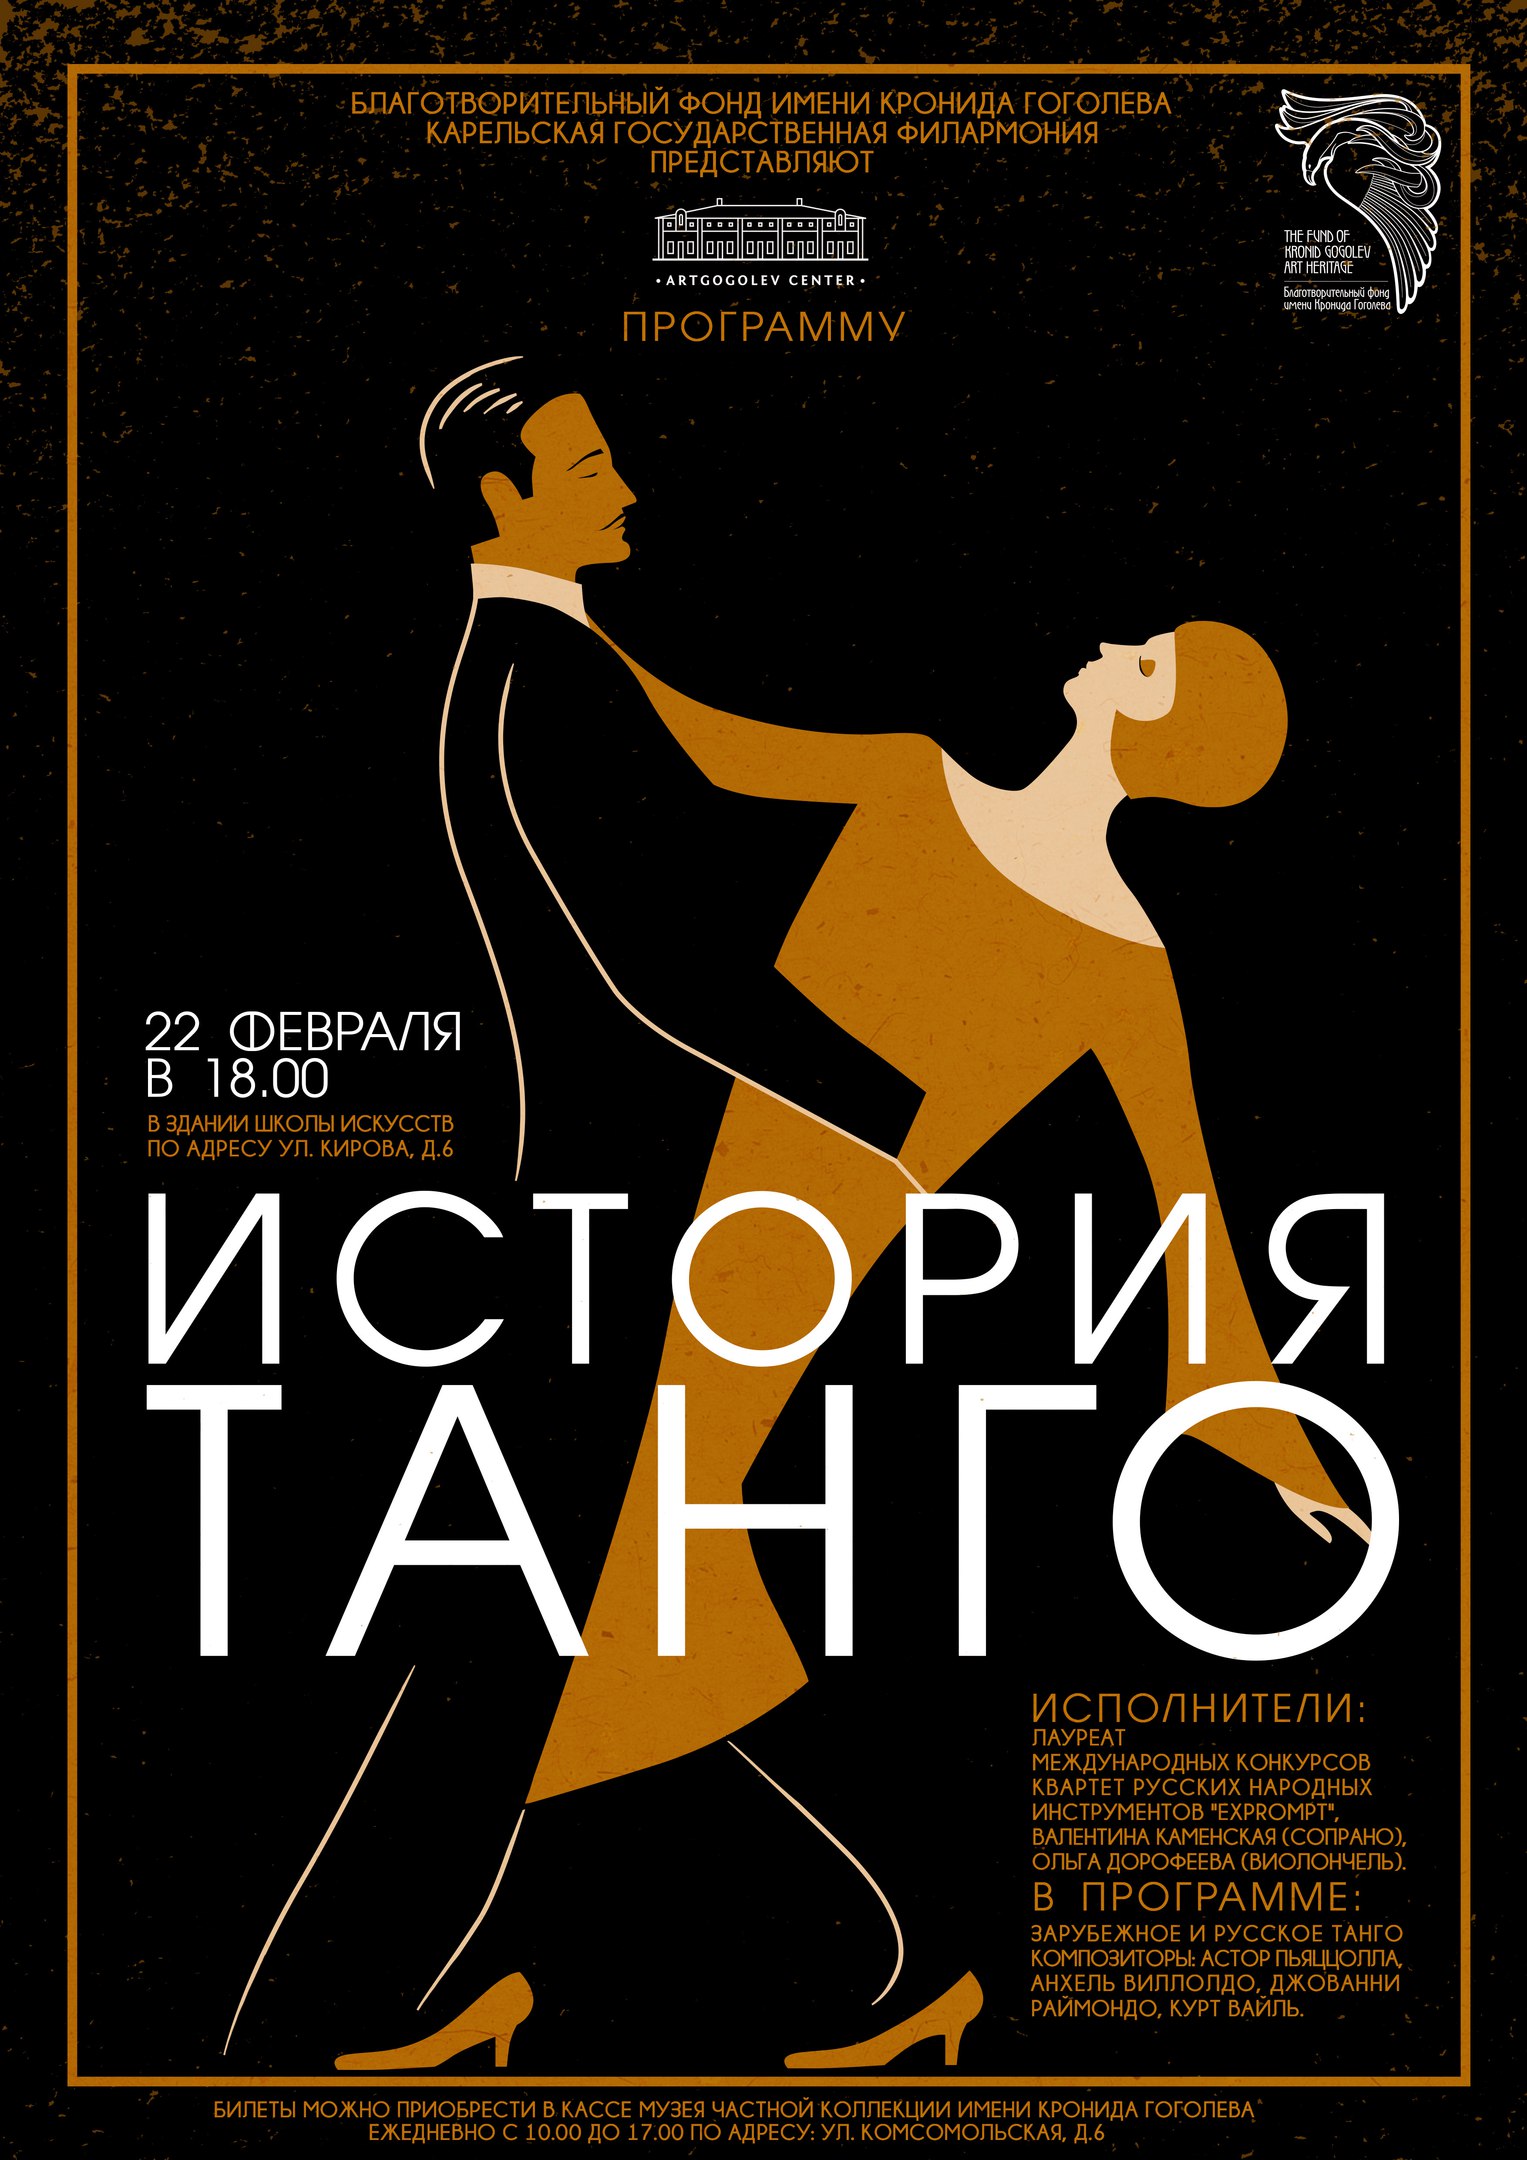 БЛАГОТВОРИТЕЛЬНЫЙ ФОНД ИМЕНИ КРОНИДА ГОГОЛЕВА
КАРЕЛЬСКАЯ ГОСУДАРСТВЕННАЯ ФИЛАРМОНИЯ
ПРЕДСТАВЛЯЮТ
• ARTGOGOLEV CENTER •
ПРОГРАММУ
THE FUND OF
KRONID GOGOLEV
ART HERITAGE
Благотворительный фонд
имени Кронида Гоголева
22 ФЕВРАЛЯ
В 18.00
В ЗДАНИИ ШКОЛЫ ИСКУССТВ
ПО АДРЕСУ УЛ. КИРОВА, Д.6
ИСТОРИЯ
ТАНГО
ИСПОЛНИТЕЛИ:
ЛАУРЕАТ
МЕЖДУНАРОДНЫХ КОНКУРСОВ
КВАРТЕТ РУССКИХ НАРОДНЫХ
ИНСТРУМЕНТОВ "EXPROMPT",
ВАЛЕНТИНА КАМЕНСКАЯ (СОПРАНО),
ОЛЬГА ДОРОФЕЕВА (ВИОЛОНЧЕЛЬ).
В ПРОГРАММЕ:
ЗАРУБЕЖНОЕ И РУССКОЕ ТАНГО
КОМПОЗИТОРЫ: АСТОР ПЬЯЦЦОЛЛА,
АНХЕЛЬ ВИЛЛОЛДО, ДЖОВАННИ
РАЙМОНДО, КУРТ ВАЙЛЬ.
БИЛЕТЫ МОЖНО ПРИОБРЕСТИ В КАССЕ МУЗЕЯ ЧАСТНОЙ КОЛЛЕКЦИИ ИМЕНИ КРОНИДА ГОГОЛЕВА
ЕЖЕДНЕВНО С 10.00 ДО 17.00 ПО АДРЕСУ: УЛ. КОМСОМОЛЬСКАЯ, Д.6